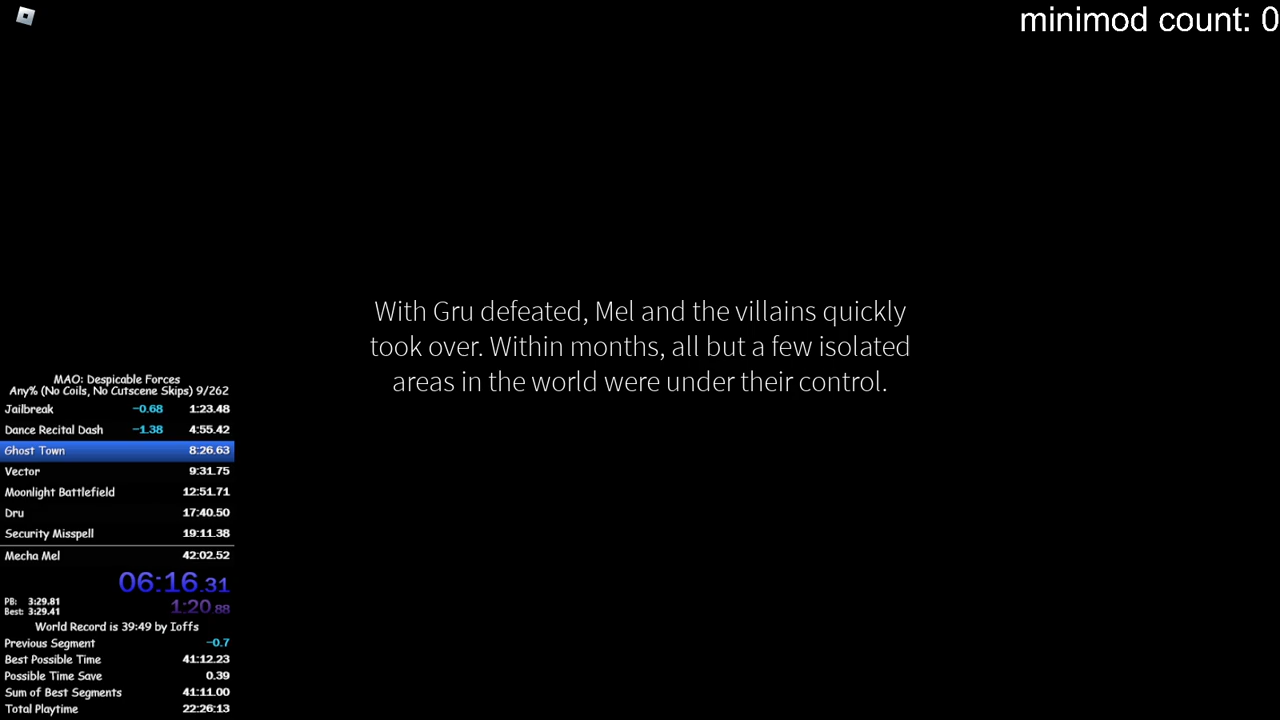 minimod count: 0
With Gru defeated, Mel and the villains quickly
took over. Within months, all but a few isolated
areas in the world were under their control.
MAO: Despicable Forces
Any% (No Coils, No Cutscene Skips) 9/262
Jailbreak -0.68 1:23.48
Dance Recital Dash -1.38 4:55.42
Ghost Town 8:26.63
Vector 9:31.75
Moonlight Battlefield 12:51.71
Dru 17:40.50
Security Misspell 19:11.38
Mecha Mel 42:02.52
06:16.31
PB: 3:29.81
Best: 3:29.41
1:20.88
World Record is 39:49 by Ioffs
Previous Segment -0.7
Best Possible Time 41:12.23
Possible Time Save 0.39
Sum of Best Segments 41:11.00
Total Playtime 22:26:13